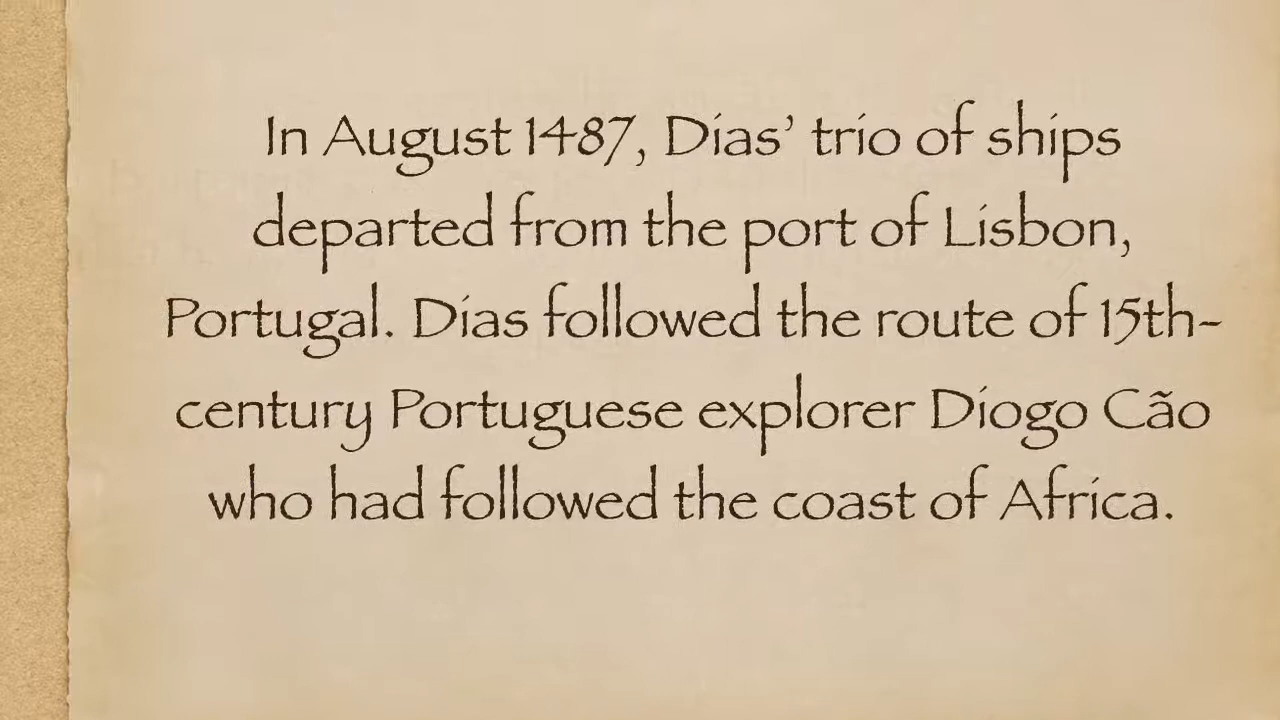 In August 1487, Dias’ trio of ships
departed from the port of Lisbon,
Portugal. Dias followed the route of 15th-
century Portuguese explorer Diogo Cão
who had followed the coast of Africa.